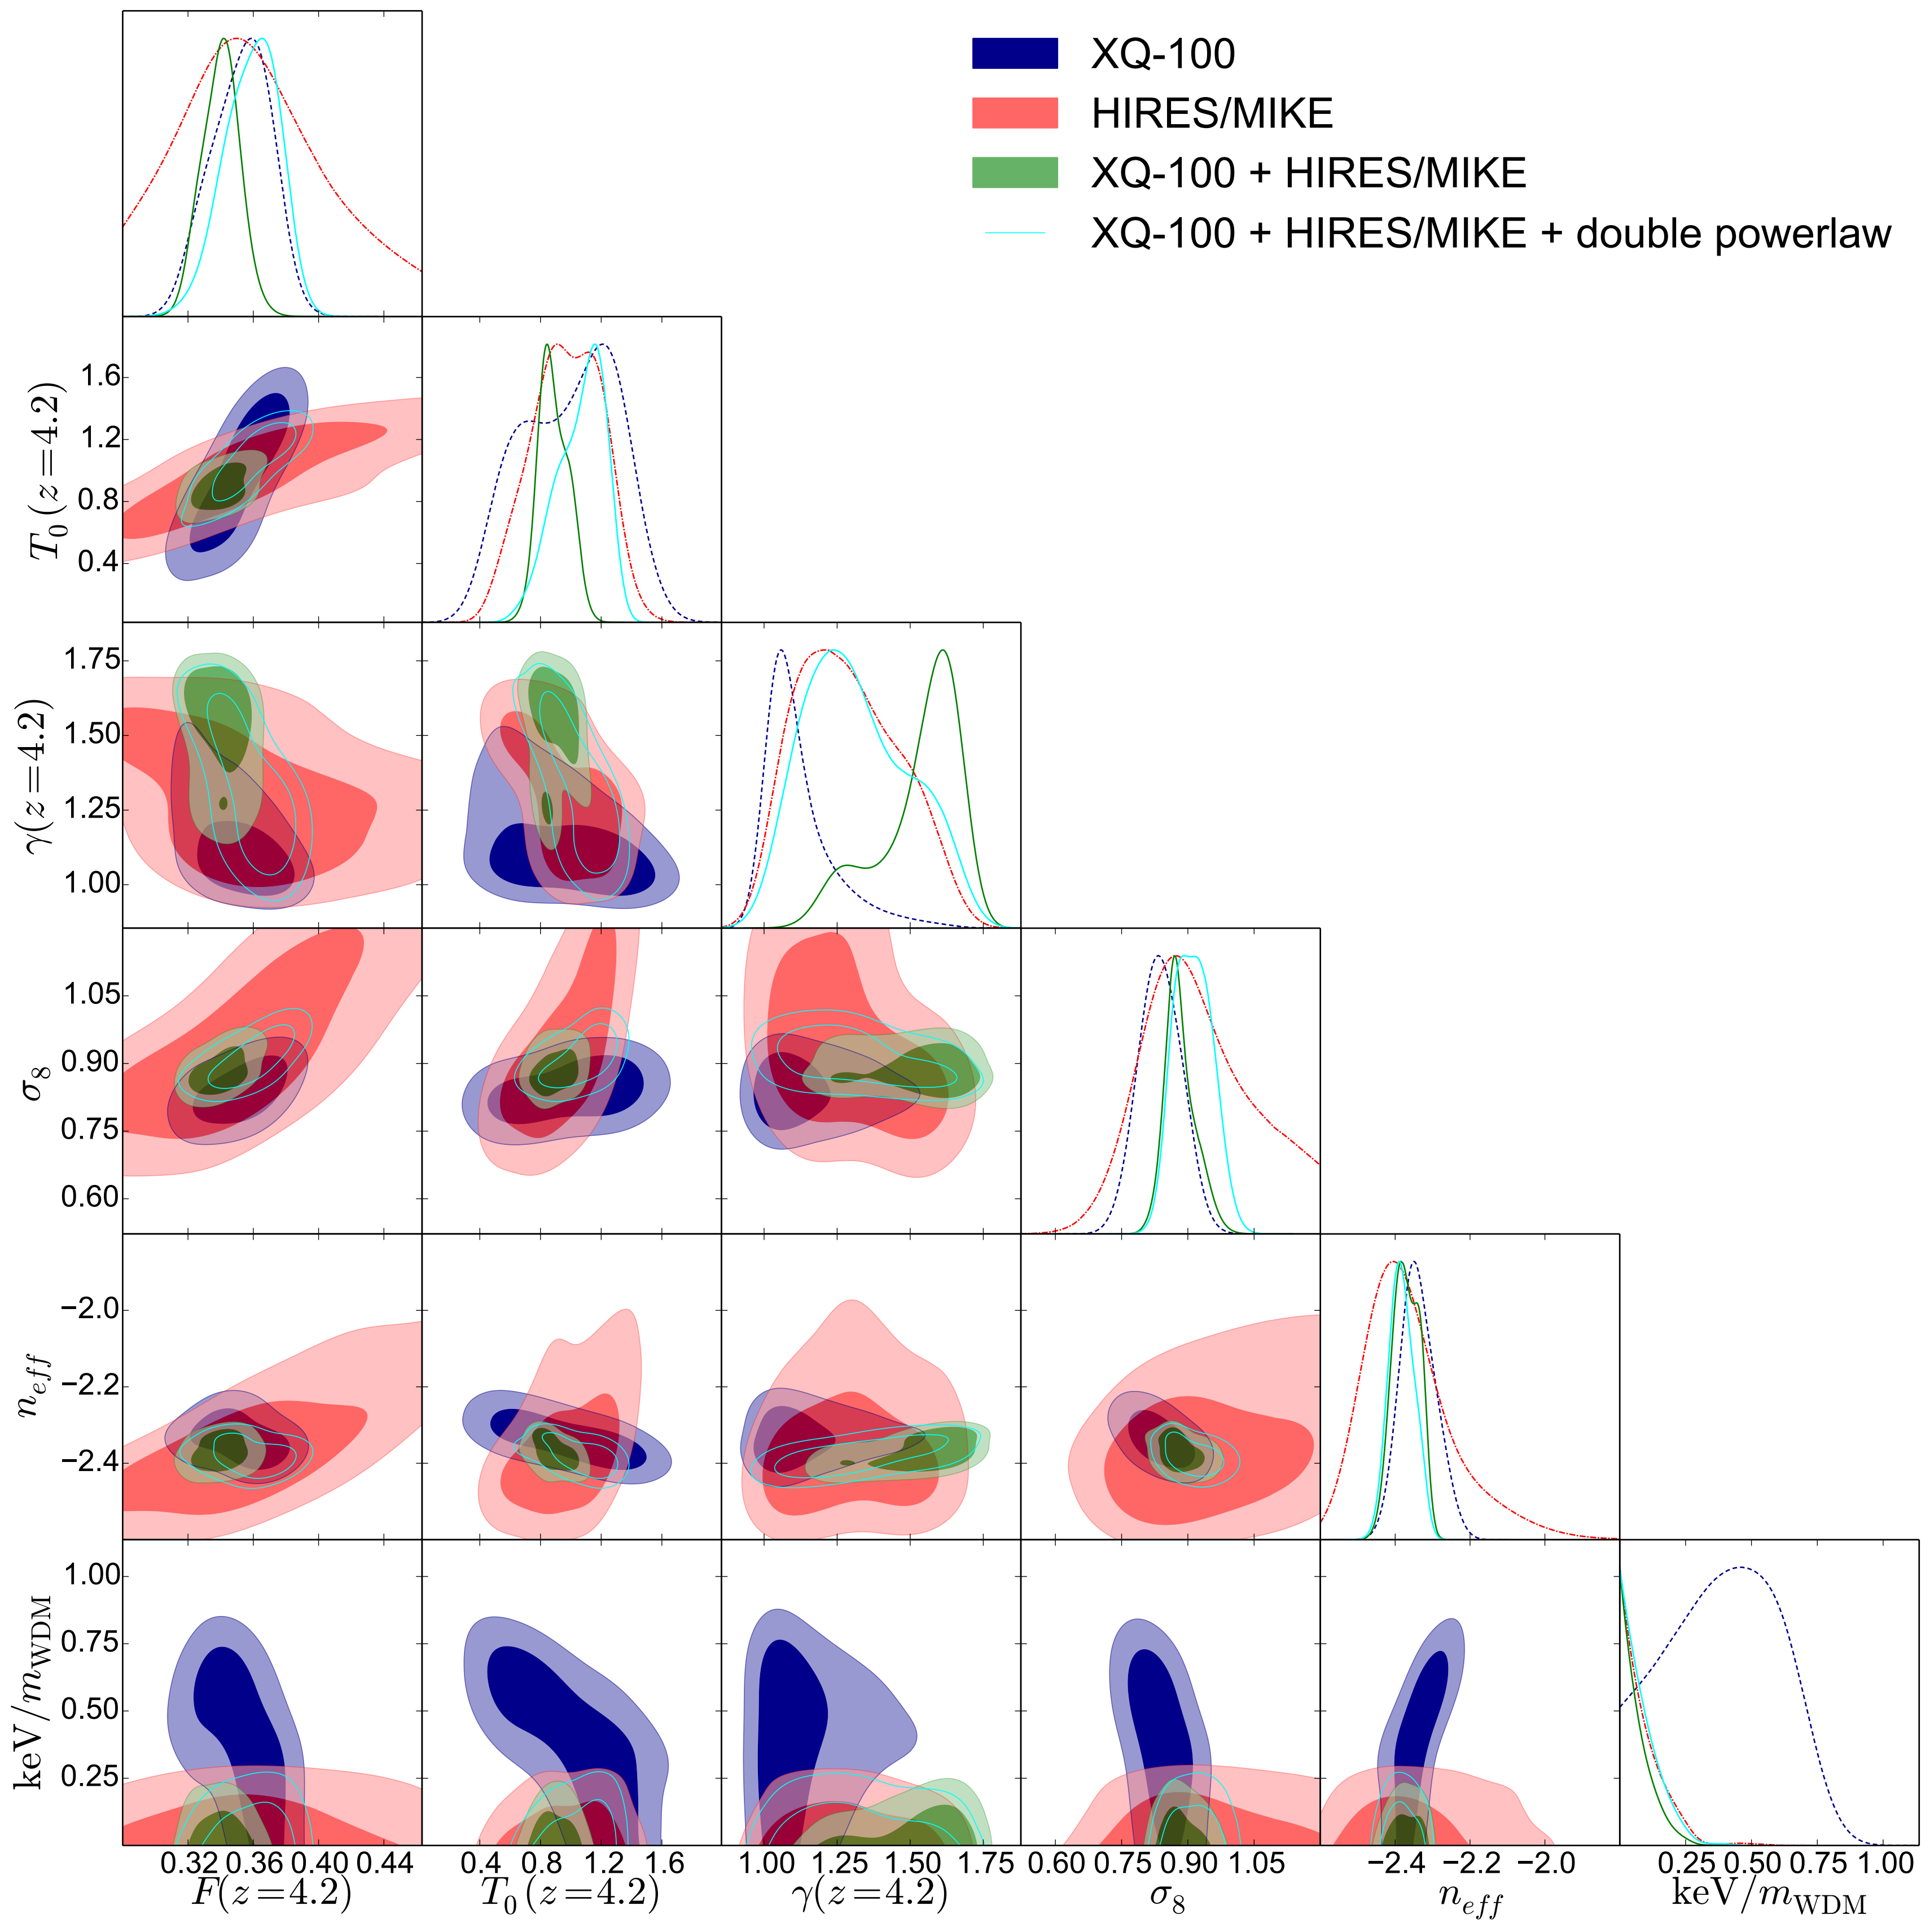 XQ-100
HIRES/MIKE
XQ-100 + HIRES/MIKE
XQ-100 + HIRES/MIKE + double powerlaw
1.6
1.2
0.8
0.4
T₀(z=4.2)
1.75
1.50
1.25
1.00
γ(z=4.2)
1.05
0.90
0.75
0.60
σ₈
−2.0
−2.2
−2.4
n_eff
1.00
0.75
0.50
0.25
keV/m_WDM
0.32 0.36 0.40 0.44
0.4 0.8 1.2 1.6
1.00 1.25 1.50 1.75
0.60 0.75 0.90 1.05
−2.4 −2.2 −2.0
0.25 0.50 0.75 1.00
F(z=4.2)
T₀(z=4.2)
γ(z=4.2)
σ₈
n_eff
keV/m_WDM